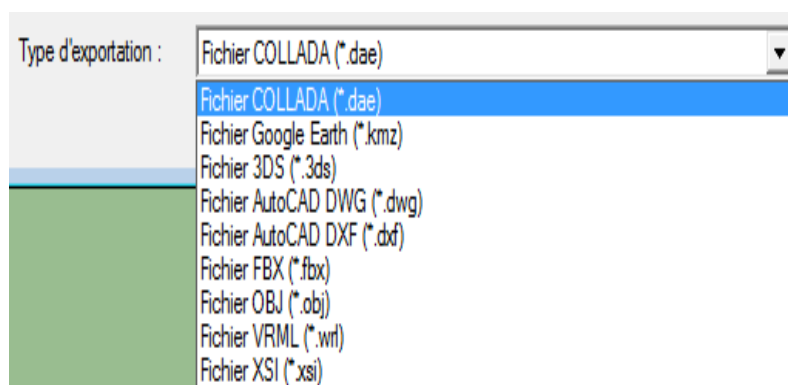 Type d'exportation : Fichier COLLADA (*.dae)
Fichier COLLADA (*.dae)
Fichier Google Earth (*.kmz)
Fichier 3DS (*.3ds)
Fichier AutoCAD DWG (*.dwg)
Fichier AutoCAD DXF (*.dxf)
Fichier FBX (*.fbx)
Fichier OBJ (*.obj)
Fichier VRML (*.wrl)
Fichier XSI (*.xsi)